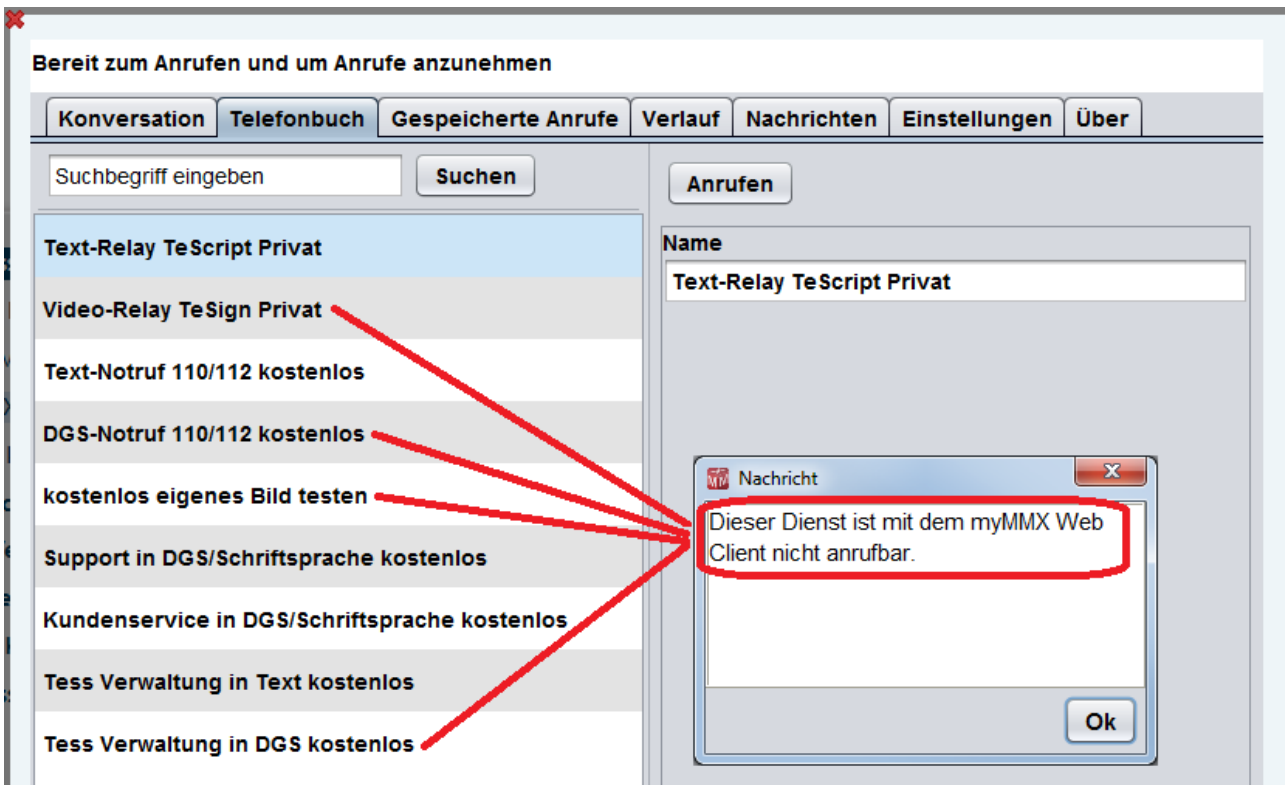 Bereit zum Anrufen und um Anrufe anzunehmen
Konversation Telefonbuch Gespeicherte Anrufe Verlauf Nachrichten Einstellungen Über
Suchbegriff eingeben Suchen
Anrufen
Text-Relay TeScript Privat
Video-Relay TeSign Privat
Text-Notruf 110/112 kostenlos
DGS-Notruf 110/112 kostenlos
kostenlos eigenes Bild testen
Support in DGS/Schriftsprache kostenlos
Kundenservice in DGS/Schriftsprache kostenlos
Tess Verwaltung in Text kostenlos
Tess Verwaltung in DGS kostenlos
Name
Text-Relay TeScript Privat
Nachricht
Dieser Dienst ist mit dem myMMX Web
Client nicht anrufbar.
Ok